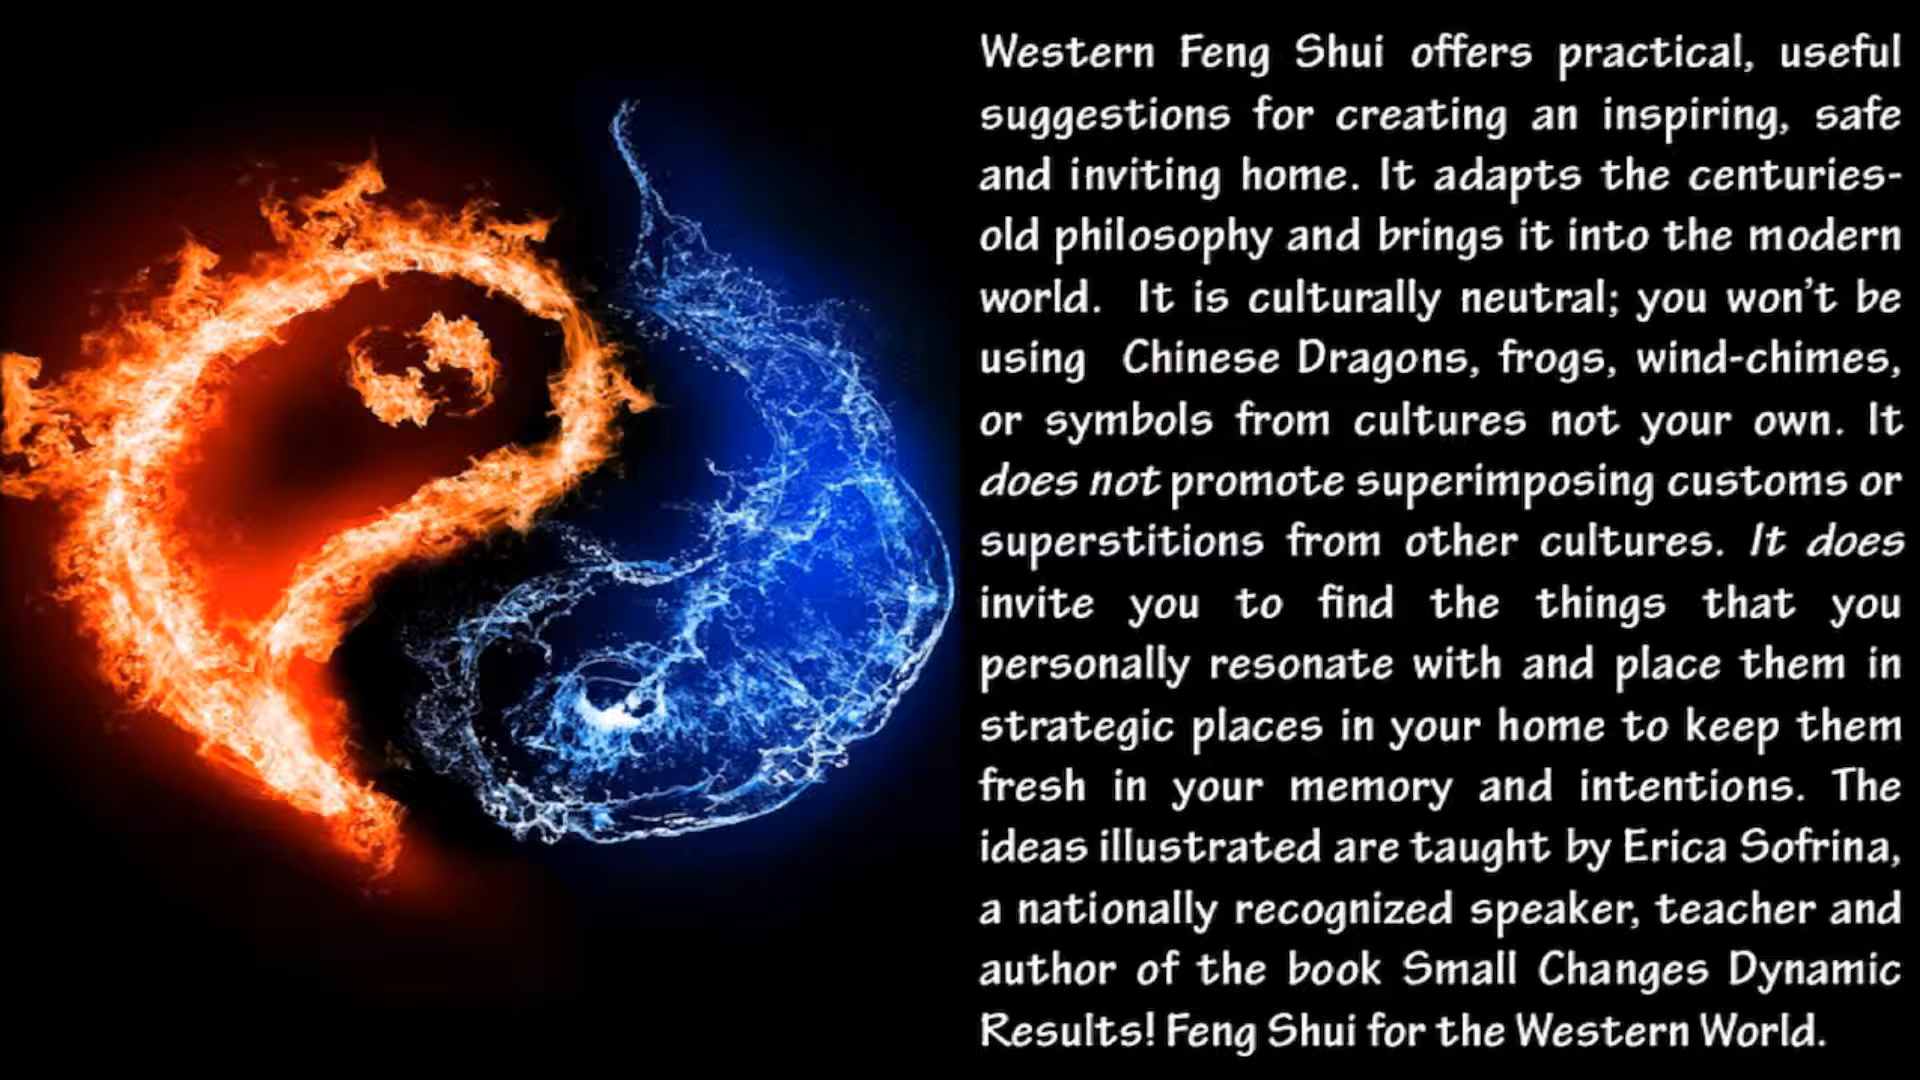 Western Feng Shui offers practical, useful
suggestions for creating an inspiring, safe
and inviting home. It adapts the centuries-
old philosophy and brings it into the modern
world. It is culturally neutral; you won’t be
using Chinese Dragons, frogs, wind-chimes,
or symbols from cultures not your own. It
does not promote superimposing customs or
superstitions from other cultures. It does
invite you to find the things that you
personally resonate with and place them in
strategic places in your home to keep them
fresh in your memory and intentions. The
ideas illustrated are taught by Erica Sofrina,
a nationally recognized speaker, teacher and
author of the book Small Changes Dynamic
Results! Feng Shui for the Western World.